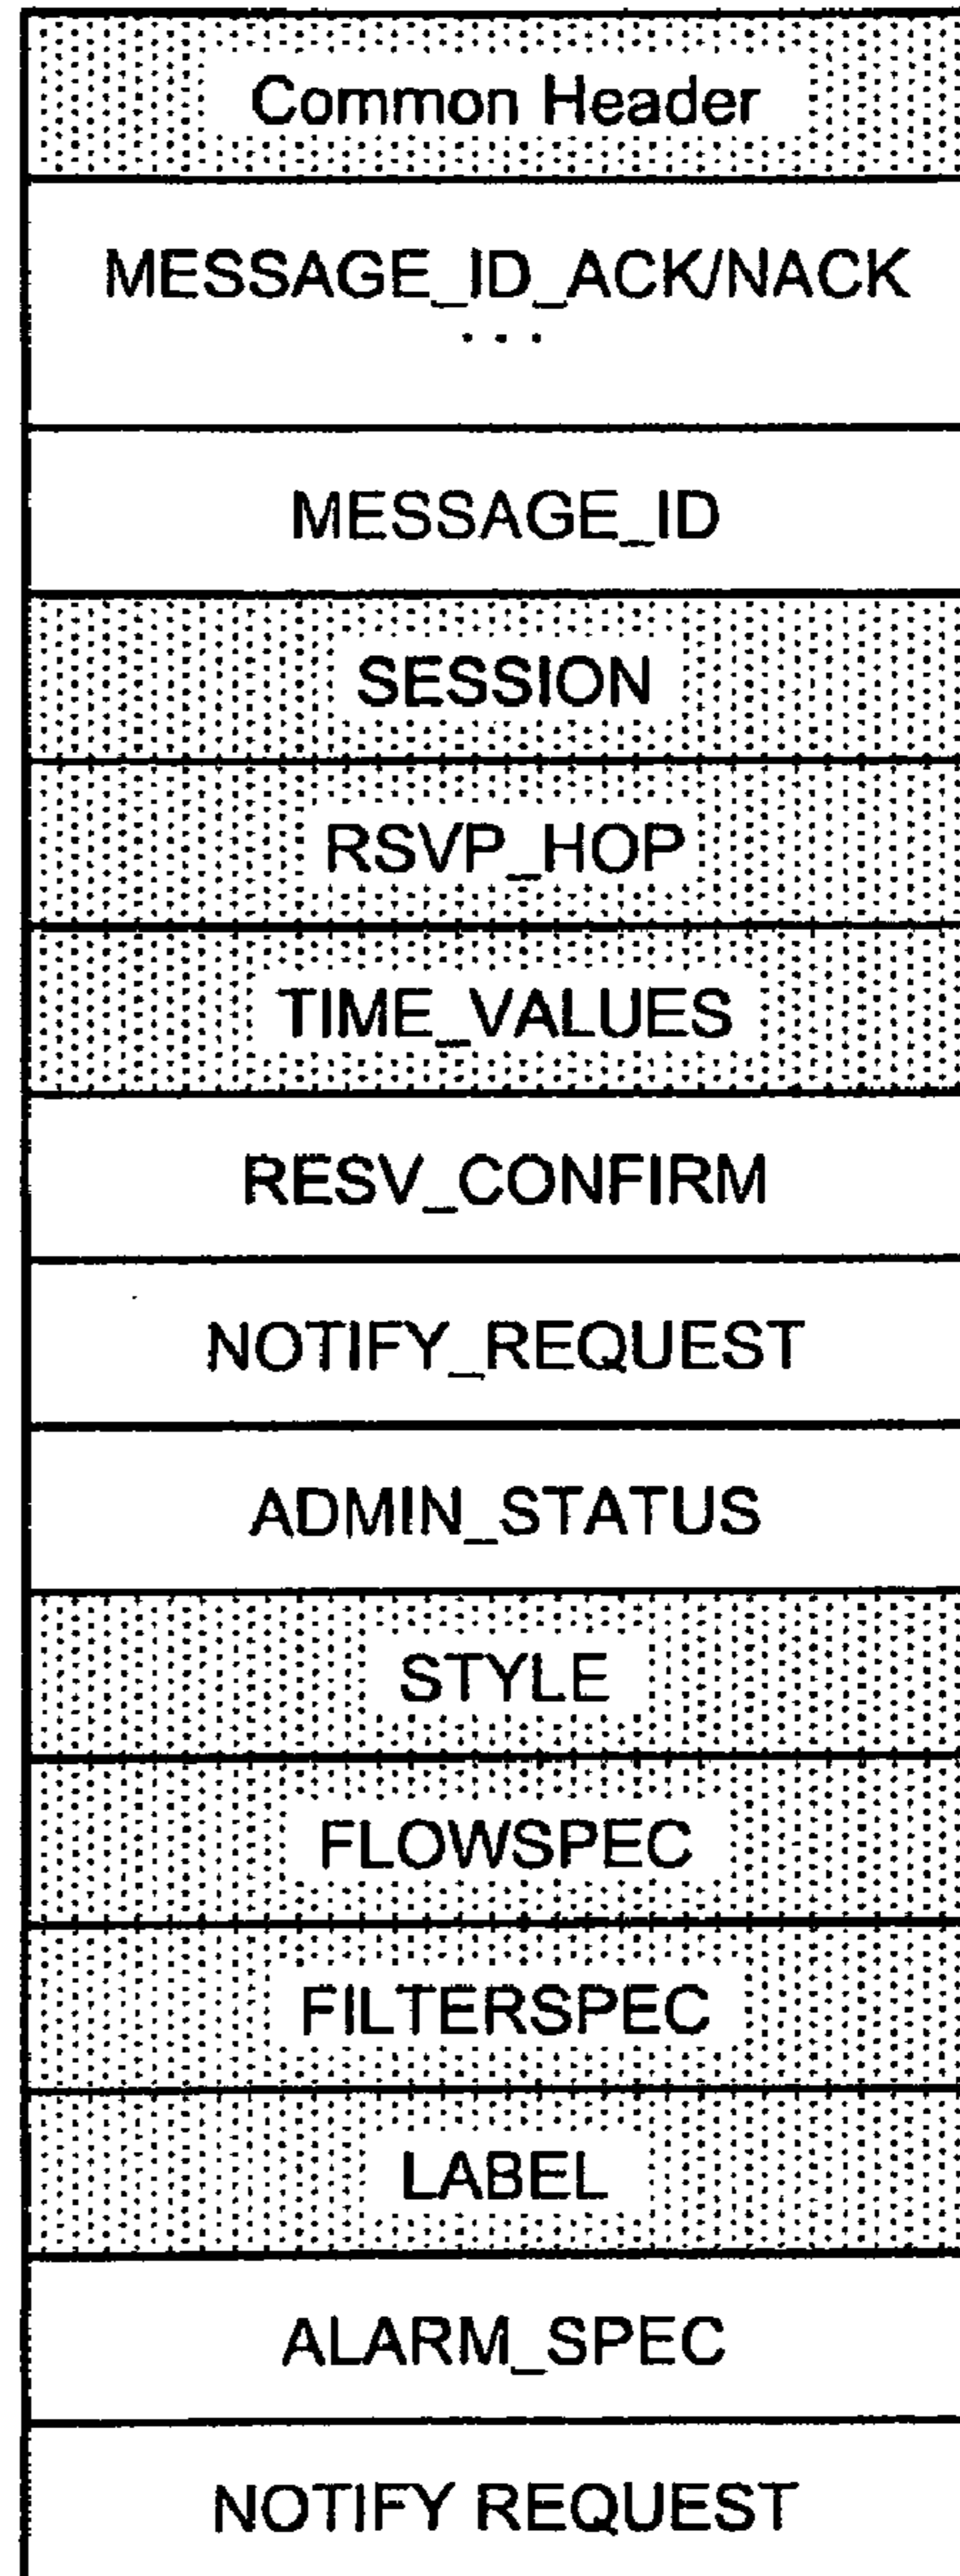 Common Header
MESSAGE_ID_ACK/NACK
...
MESSAGE_ID
SESSION
RSVP_HOP
TIME_VALUES
RESV_CONFIRM
NOTIFY_REQUEST
ADMIN_STATUS
STYLE
FLOWSPEC
FILTERSPEC
LABEL
ALARM_SPEC
NOTIFY REQUEST